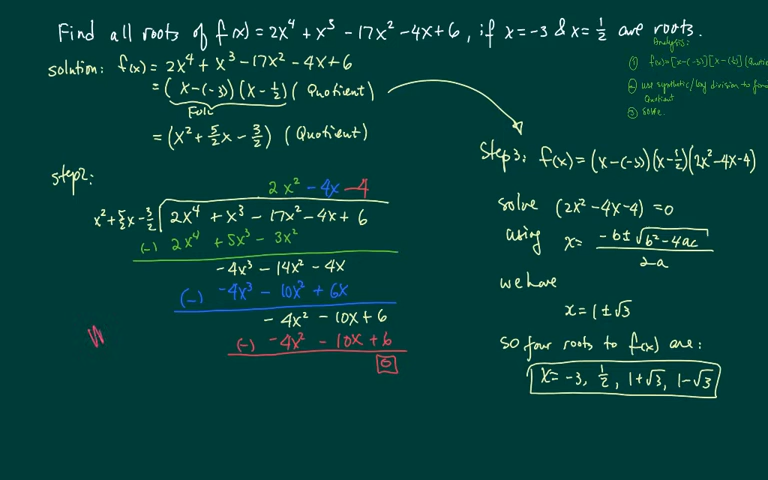 Find all roots of f(x) = 2x⁴ + x³ - 17x² - 4x + 6, if x = -3 & x = 1/2 are roots.
Analysis:
① f(x) = [x-(-3)][x-(½)](Quotie
② use synthetic/long division to find
Quotient
③ solve.
solution: f(x) = 2x⁴ + x³ - 17x² - 4x + 6
= (x-(-3))(x-½)(Quotient)
FOIL
= (x² + 5/2x - 3/2)(Quotient)
step2:
2x² - 4x - 4
x² + 5/2x - 3/2 | 2x⁴ + x³ - 17x² - 4x + 6
(-) 2x⁴ + 5x³ - 3x²
-4x³ - 14x² - 4x
(-) -4x³ - 10x² + 6x
-4x² - 10x + 6
(-) -4x² - 10x + 6
0
Step3: f(x) = (x-(-3))(x-½)(2x²-4x-4)
solve (2x²-4x-4) = 0
using x = (-b±√(b²-4ac))/2a
we have
x = 1±√3
so four roots to f(x) are:
x = -3, ½, 1+√3, 1-√3